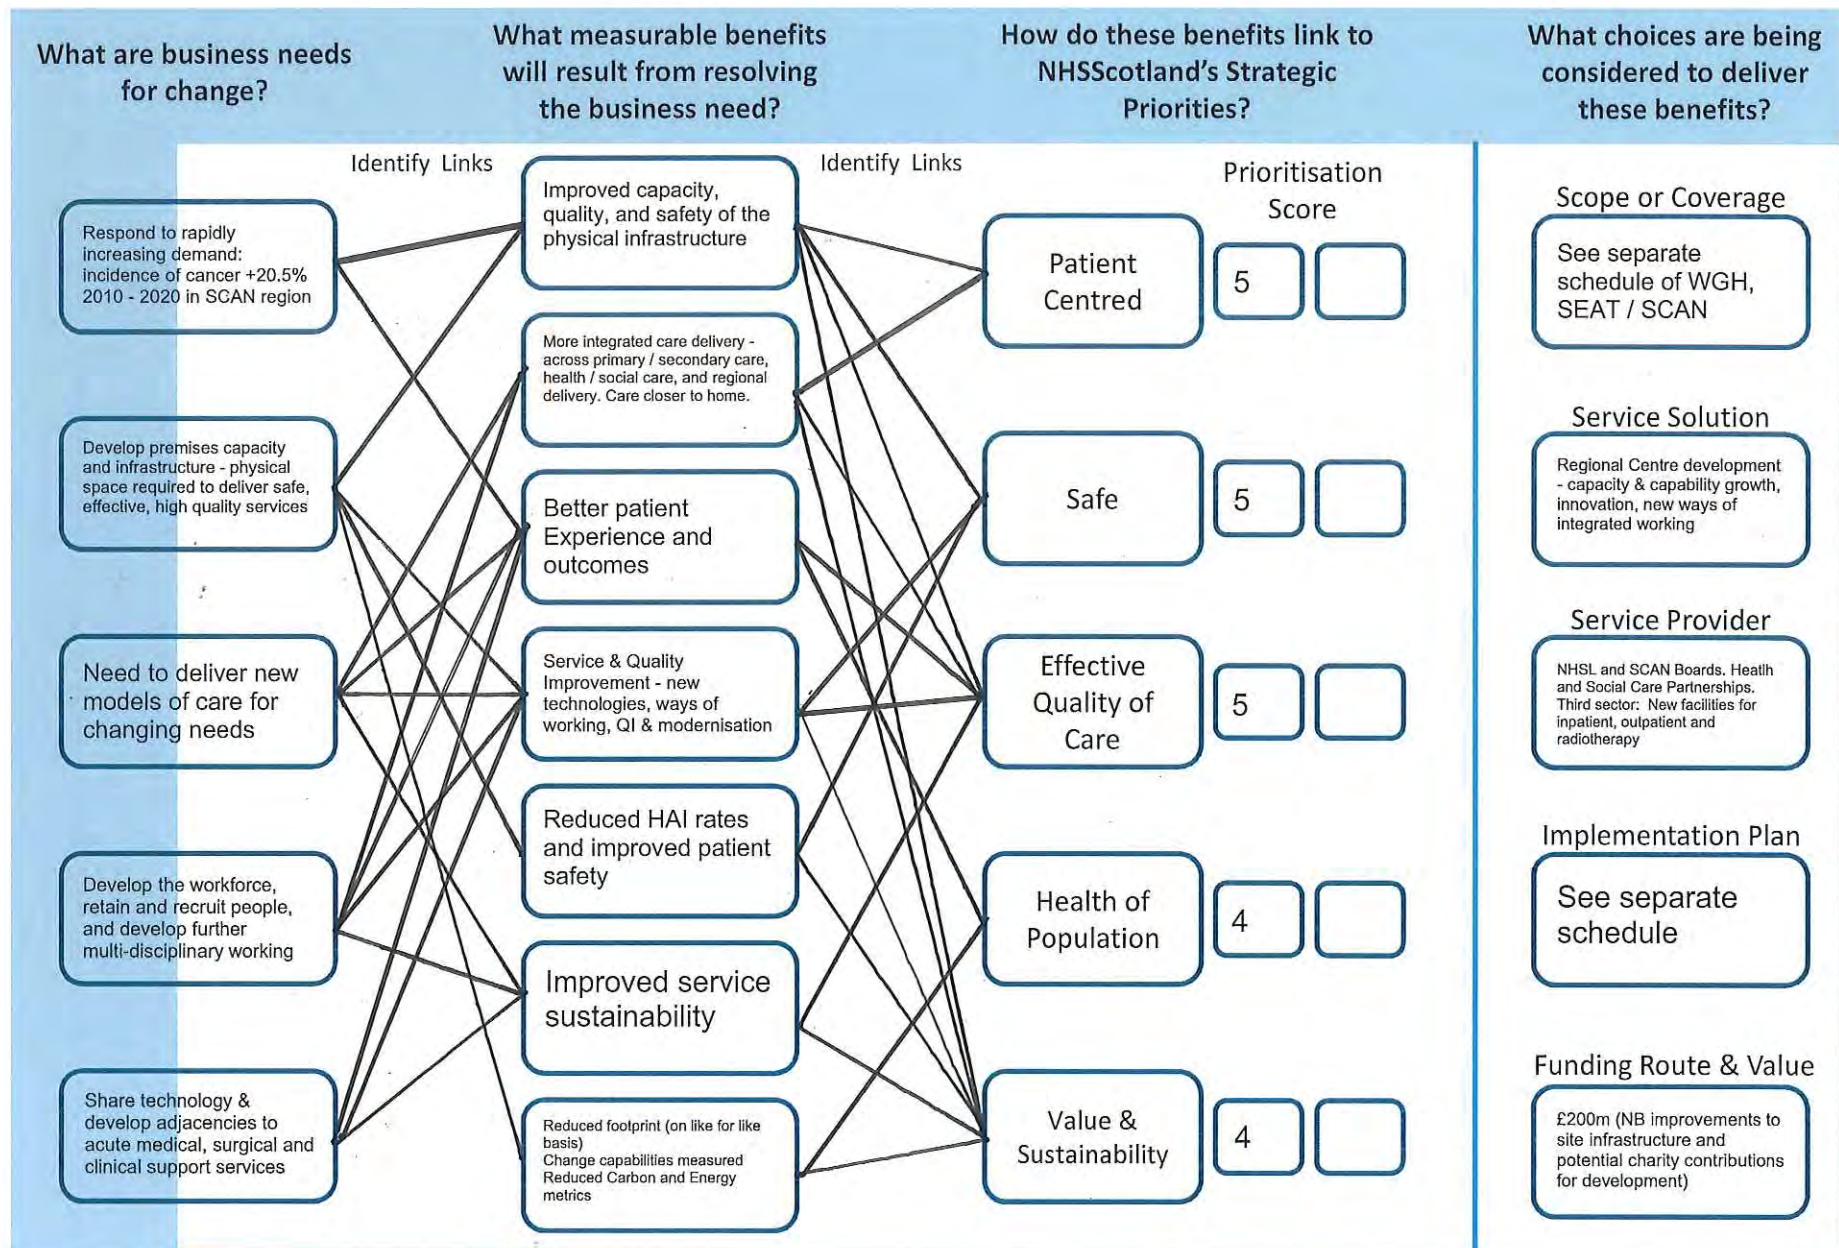 What are business needs
for change?
What measurable benefits
will result from resolving
the business need?
How do these benefits link to
NHSScotland's Strategic
Priorities?
What choices are being
considered to deliver
these benefits?
Identify Links
Identify Links
Prioritisation
Score
Respond to rapidly
increasing demand:
incidence of cancer +20.5%
2010 - 2020 in SCAN region
Develop premises capacity
and infrastructure - physical
space required to deliver safe,
effective, high quality services
Need to deliver new
models of care for
changing needs
Develop the workforce,
retain and recruit people,
and develop further
multi-disciplinary working
Share technology &
develop adjacencies to
acute medical, surgical and
clinical support services
Improved capacity,
quality, and safety of the
physical infrastructure
More integrated care delivery -
across primary / secondary care,
health / social care, and regional
delivery. Care closer to home.
Better patient
Experience and
outcomes
Service & Quality
Improvement - new
technologies, ways of
working, QI & modernisation
Reduced HAI rates
and improved patient
safety
Improved service
sustainability
Reduced footprint (on like for like
basis)
Change capabilities measured
Reduced Carbon and Energy
metrics
Patient
Centred
5
Safe
5
Effective
Quality of
Care
5
Health of
Population
4
Value &
Sustainability
4
Scope or Coverage
See separate
schedule of WGH,
SEAT / SCAN
Service Solution
Regional Centre development
- capacity & capability growth,
innovation, new ways of
integrated working
Service Provider
NHSL and SCAN Boards. Heatlh
and Social Care Partnerships.
Third sector: New facilities for
inpatient, outpatient and
radiotherapy
Implementation Plan
See separate
schedule
Funding Route & Value
£200m (NB improvements to
site infrastructure and
potential charity contributions
for development)